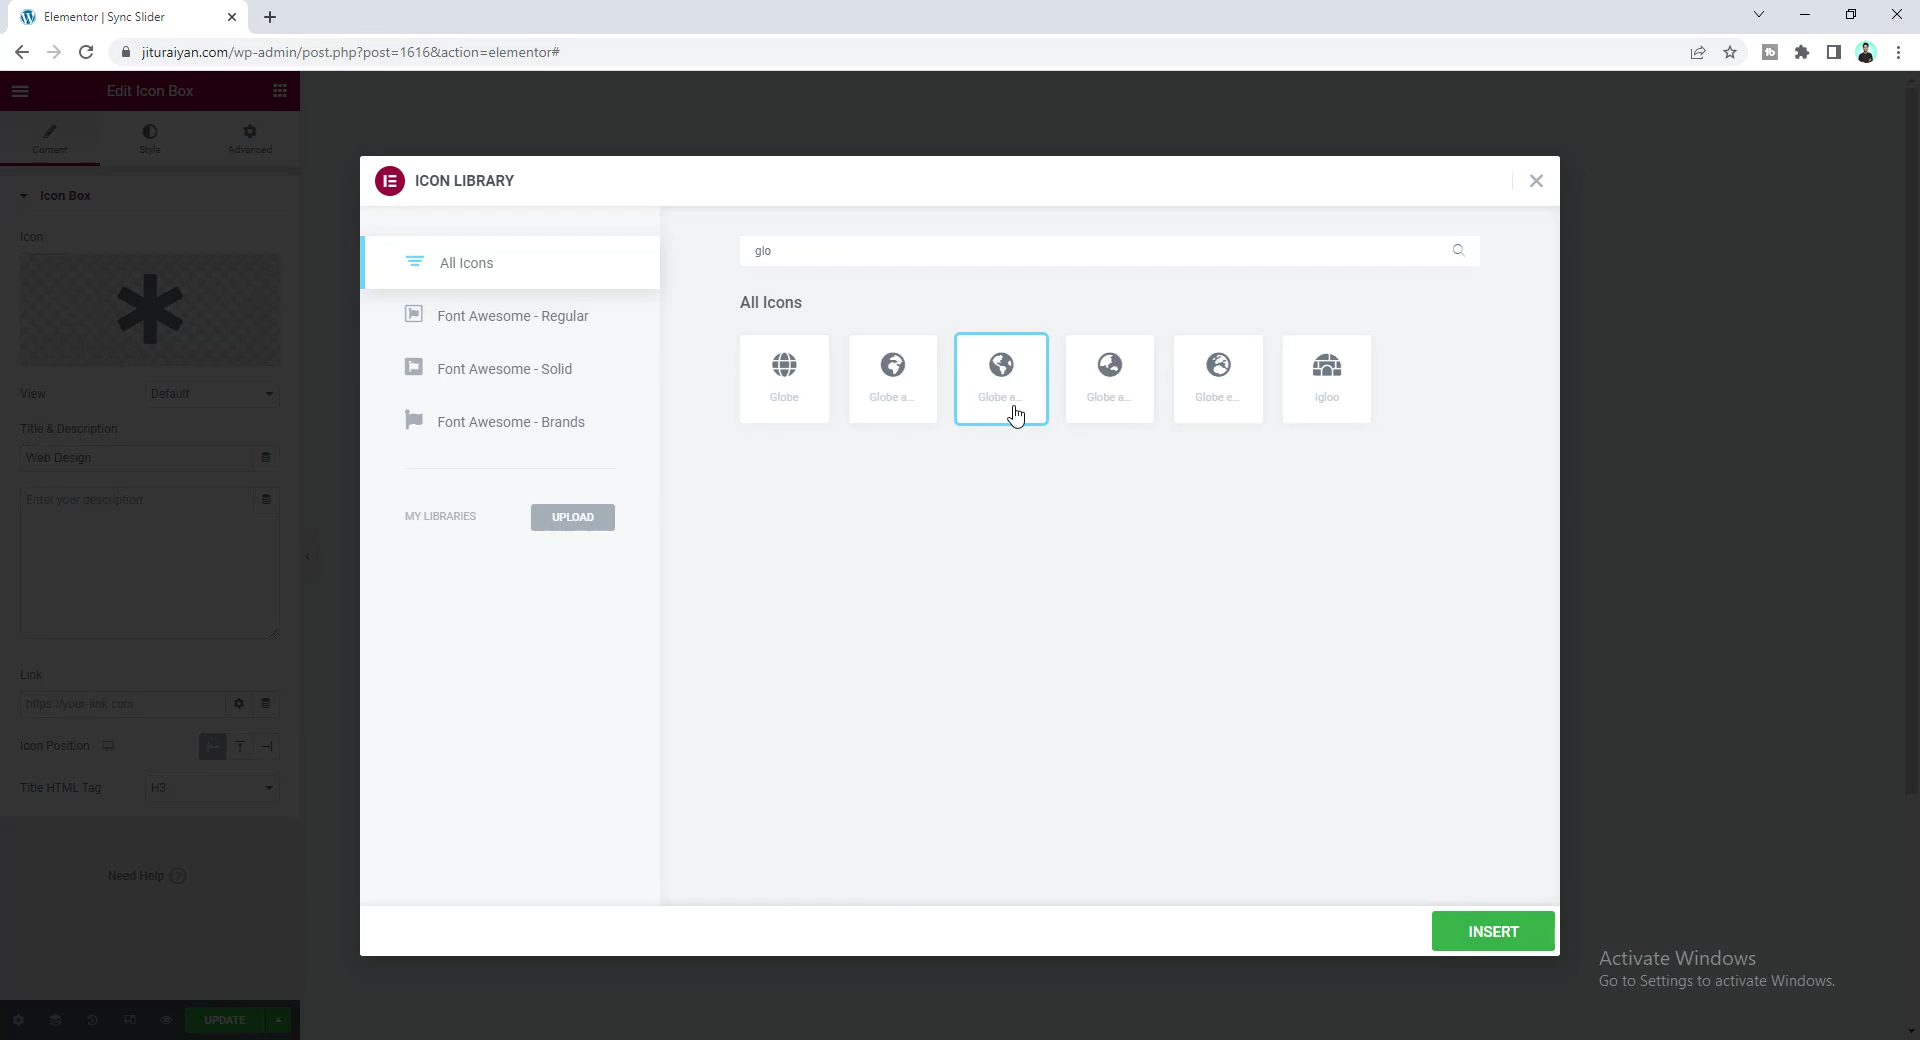 Elementor | Sync Slider
jituraiyan.com/wp-admin/post.php?post=1616&action=elementor#
Edit Icon Box
Content
Style
Advanced
Icon Box
Icon
View
Default
Title & Description
Web Design
Enter your description
Link
https://your-link.com
Icon Position
Title HTML Tag
H3
Need Help
?
UPDATE
ICON LIBRARY
All Icons
Font Awesome - Regular
Font Awesome - Solid
Font Awesome - Brands
MY LIBRARIES
UPLOAD
glo
All Icons
Globe
Globe a...
Globe a...
Globe a...
Globe e...
Igloo
INSERT
Activate Windows
Go to Settings to activate Windows.